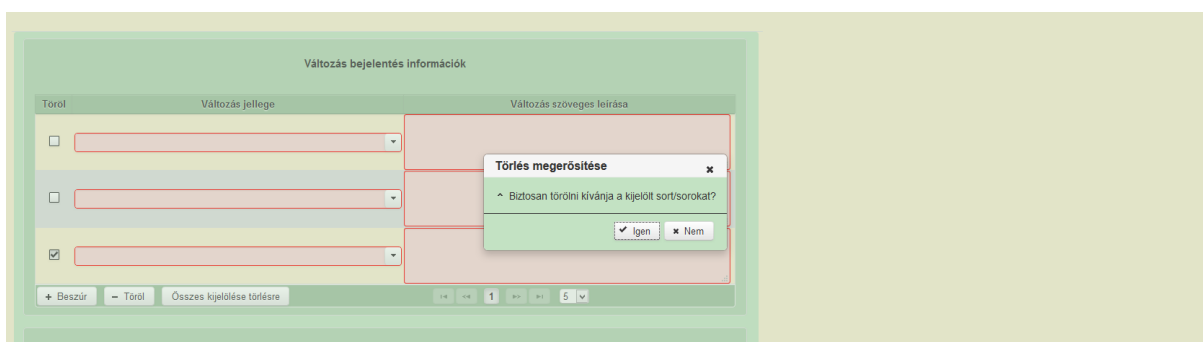 Változás bejelentés információk
Töröl Változás jellege Változás szöveges leírása
Törlés megerősítése
Biztosan törölni kívánja a kijelölt sort/sorokat?
Igen Nem
Beszúr Töröl Összes kijelölése törlésre 1 5